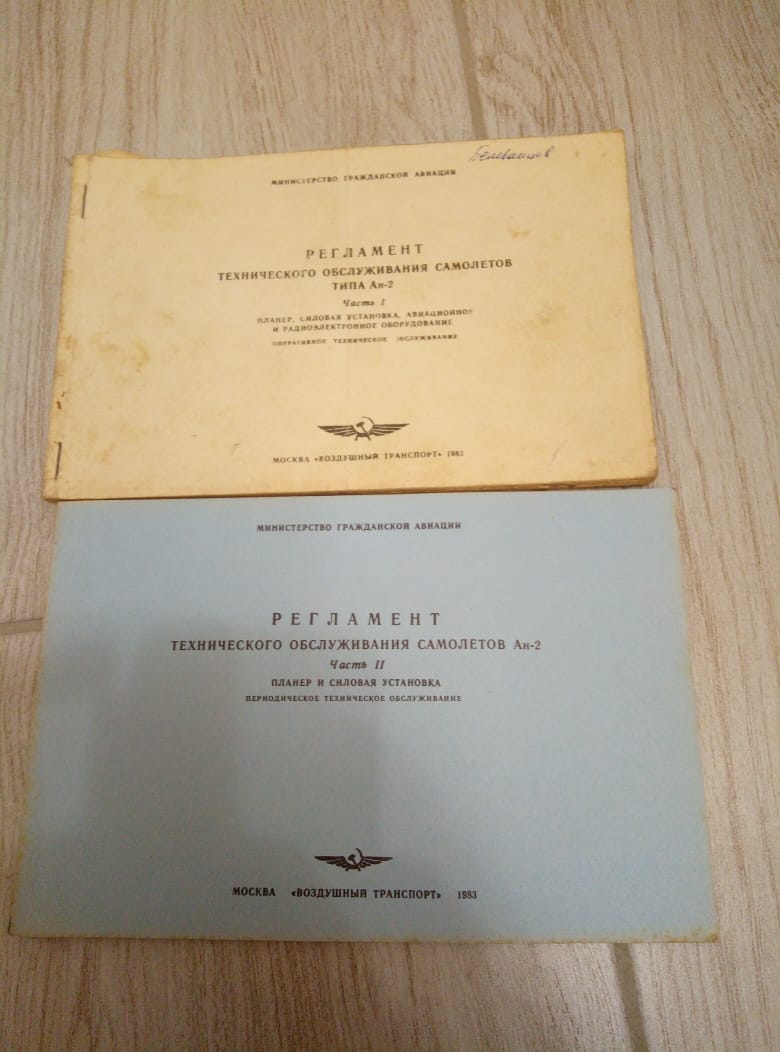 Белеванцов
МИНИСТЕРСТВО ГРАЖДАНСКОЙ АВИАЦИИ
РЕГЛАМЕНТ
ТЕХНИЧЕСКОГО ОБСЛУЖИВАНИЯ САМОЛЕТОВ
ТИПА Ан-2
Часть I
ПЛАНЕР, СИЛОВАЯ УСТАНОВКА, АВИАЦИОННОЕ
И РАДИОЭЛЕКТРОННОЕ ОБОРУДОВАНИЕ
ОПЕРАТИВНОЕ ТЕХНИЧЕСКОЕ ОБСЛУЖИВАНИЕ
МОСКВА «ВОЗДУШНЫЙ ТРАНСПОРТ» 1983
МИНИСТЕРСТВО ГРАЖДАНСКОЙ АВИАЦИИ
РЕГЛАМЕНТ
ТЕХНИЧЕСКОГО ОБСЛУЖИВАНИЯ САМОЛЕТОВ Ан-2
Часть II
ПЛАНЕР И СИЛОВАЯ УСТАНОВКА
ПЕРИОДИЧЕСКОЕ ТЕХНИЧЕСКОЕ ОБСЛУЖИВАНИЕ
МОСКВА «ВОЗДУШНЫЙ ТРАНСПОРТ» 1983